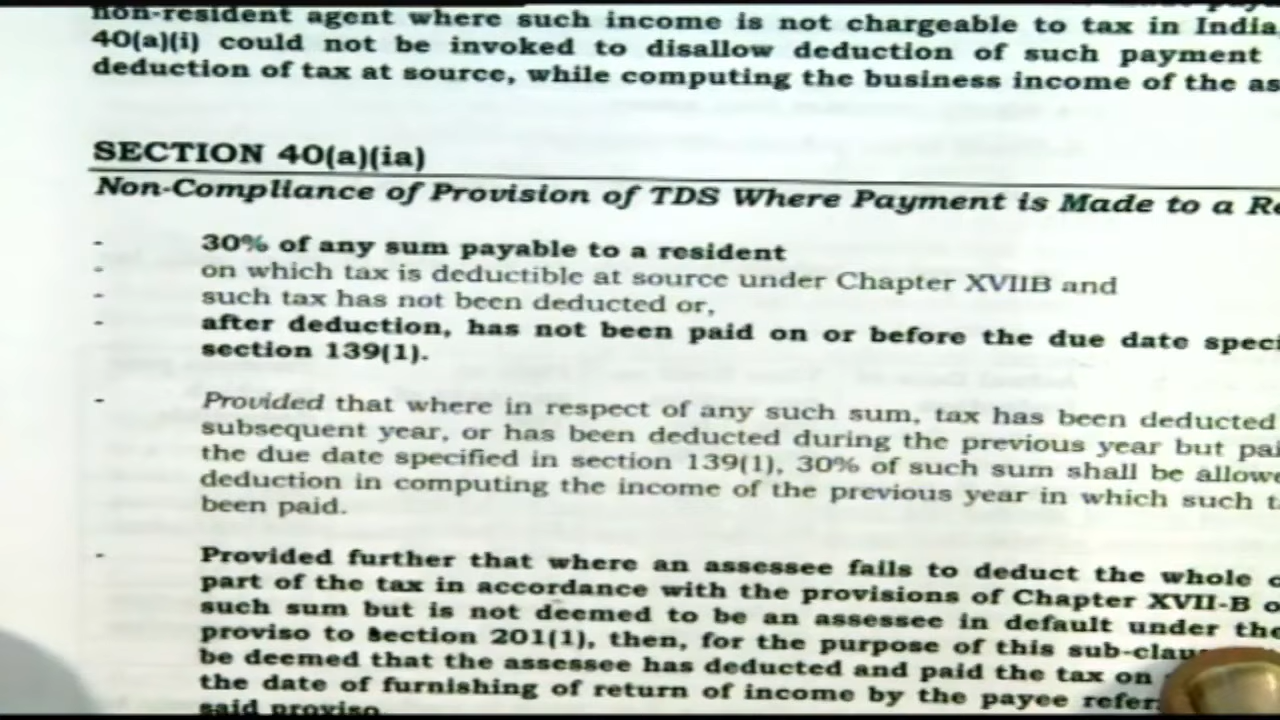 non-resident agent where such income is not chargeable to tax in India
40(a)(i) could not be invoked to disallow deduction of such payment
deduction of tax at source, while computing the business income of the
SECTION 40(a)(ia)
Non-Compliance of Provision of TDS Where Payment is Made to a
- 30% of any sum payable to a resident
- on which tax is deductible at source under Chapter XVIIB and
- such tax has not been deducted or,
- after deduction, has not been paid on or before the due date
section 139(1).
- Provided that where in respect of any such sum, tax has been deducted
subsequent year, or has been deducted during the previous year but
the due date specified in section 139(1), 30% of such sum shall be
deduction in computing the income of the previous year in which such
been paid.
- Provided further that where an assessee fails to deduct the whole
part of the tax in accordance with the provisions of Chapter XVII-B
such sum but is not deemed to be an assessee in default under
proviso to section 201(1), then, for the purpose of this
be deemed that the assessee has deducted and paid the tax on
the date of furnishing of return of income by the payee
said proviso.